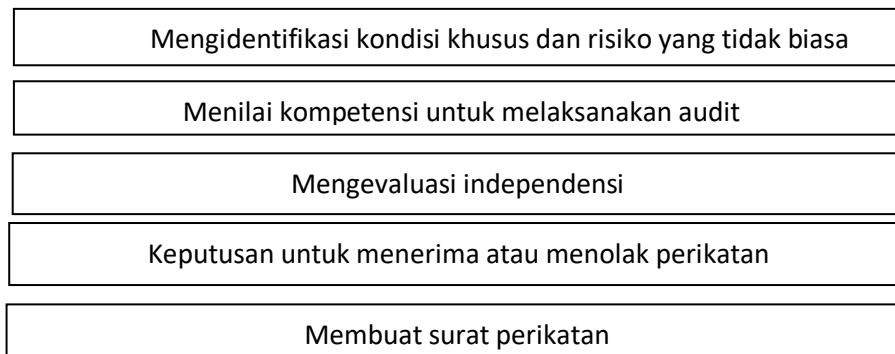 Mengidentifikasi kondisi khusus dan risiko yang tidak biasa
Menilai kompetensi untuk melaksanakan audit
Mengevaluasi independensi
Keputusan untuk menerima atau menolak perikatan
Membuat surat perikatan